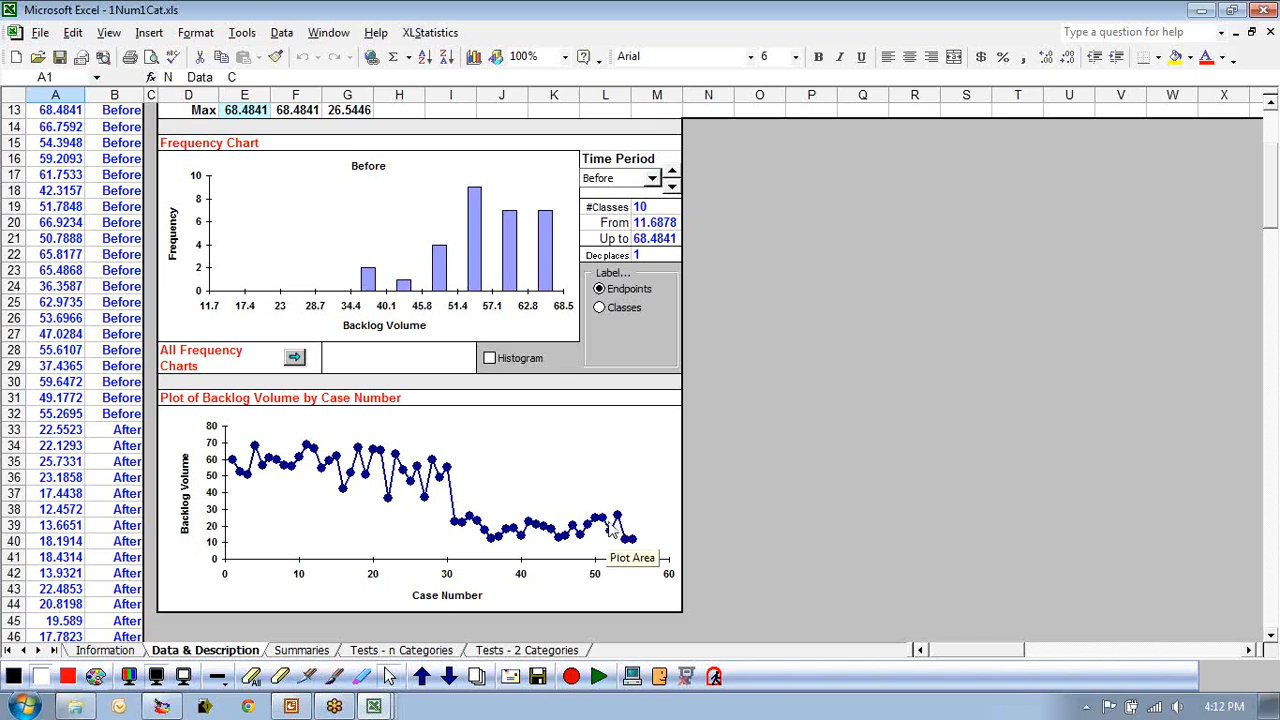 Microsoft Excel - 1Num1Cat.xls
File Edit View Insert Format Tools Data Window Help XLStatistics
Type a question for help
100% Arial 6 B I U $ %
A1 fx N Data C
A B C D E F G H I J K L M N O P Q R S T U V W X
13 68.4841 Before Max 68.4841 68.4841 26.5446
14 66.7592 Before
15 54.3948 Before
16 59.2093 Before
17 61.7533 Before
18 42.3157 Before
19 51.7848 Before
20 66.9234 Before
21 50.7888 Before
22 65.8177 Before
23 65.4868 Before
24 36.3587 Before
25 62.9735 Before
26 53.6966 Before
27 47.0284 Before
28 55.6107 Before
29 37.4365 Before
30 59.6472 Before
31 49.1772 Before
32 55.2695 Before
33 22.5523 After
34 22.1293 After
35 25.7331 After
36 23.1858 After
37 17.4438 After
38 12.4572 After
39 13.6651 After
40 18.1914 After
41 18.4314 After
42 13.9321 After
43 22.4853 After
44 20.8198 After
45 19.589 After
46 17.7823 After
Frequency Chart
Before
Frequency
10
8
6
4
2
0
11.7 17.4 23 28.7 34.4 40.1 45.8 51.4 57.1 62.8 68.5
Backlog Volume
Time Period
Before
#Classes 10
From 11.6878
Up to 68.4841
Dec places 1
Label...
Endpoints
Classes
All Frequency
Charts
Histogram
Plot of Backlog Volume by Case Number
Backlog Volume
80
70
60
50
40
30
20
10
0
0 10 20 30 40 50 60
Case Number
Plot Area
Information Data & Description Summaries Tests - n Categories Tests - 2 Categories
All
4:12 PM